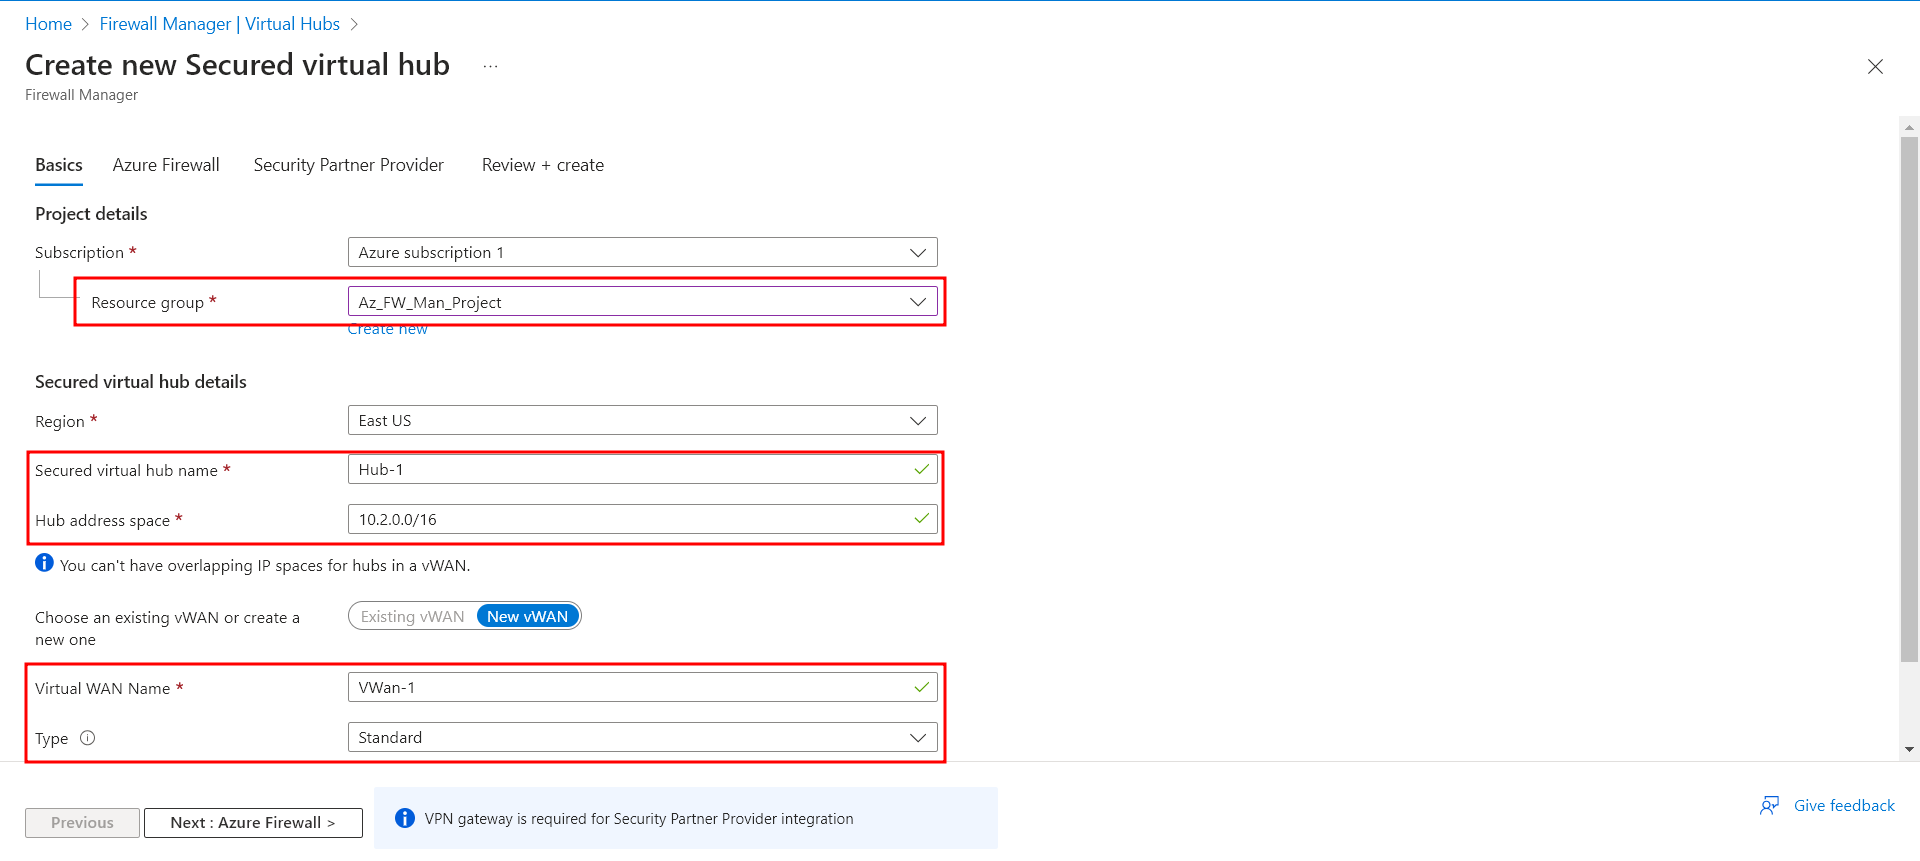 Home > Firewall Manager | Virtual Hubs >
Create new Secured virtual hub ...
Firewall Manager
Basics Azure Firewall Security Partner Provider Review + create
Project details
Subscription * Azure subscription 1
Resource group * Az_FW_Man_Project
Create new
Secured virtual hub details
Region * East US
Secured virtual hub name * Hub-1
Hub address space * 10.2.0.0/16
You can't have overlapping IP spaces for hubs in a vWAN.
Choose an existing vWAN or create a Existing vWAN New vWAN
new one
Virtual WAN Name * VWan-1
Type Standard
Previous Next : Azure Firewall > VPN gateway is required for Security Partner Provider integration Give feedback